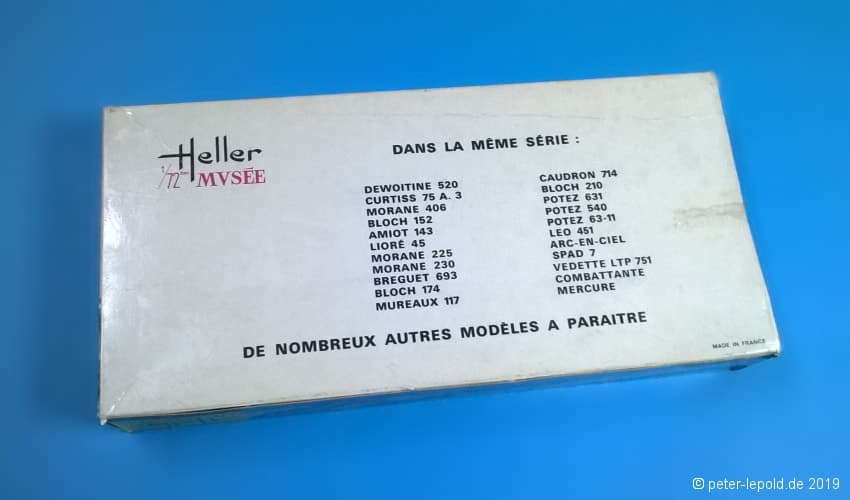 Heller
1/72ème MVSÉE
DANS LA MÊME SÉRIE :
DEWOITINE 520
CURTISS 75 A. 3
MORANE 406
BLOCH 152
AMIOT 143
LIORÉ 45
MORANE 225
MORANE 230
BREGUET 693
BLOCH 174
MUREAUX 117
CAUDRON 714
BLOCH 210
POTEZ 631
POTEZ 540
POTEZ 63-11
LEO 451
ARC-EN-CIEL
SPAD 7
VEDETTE LTP 751
COMBATTANTE
MERCURE
DE NOMBREUX AUTRES MODÈLES A PARAITRE
MADE IN FRANCE
© peter-lepold.de 2019